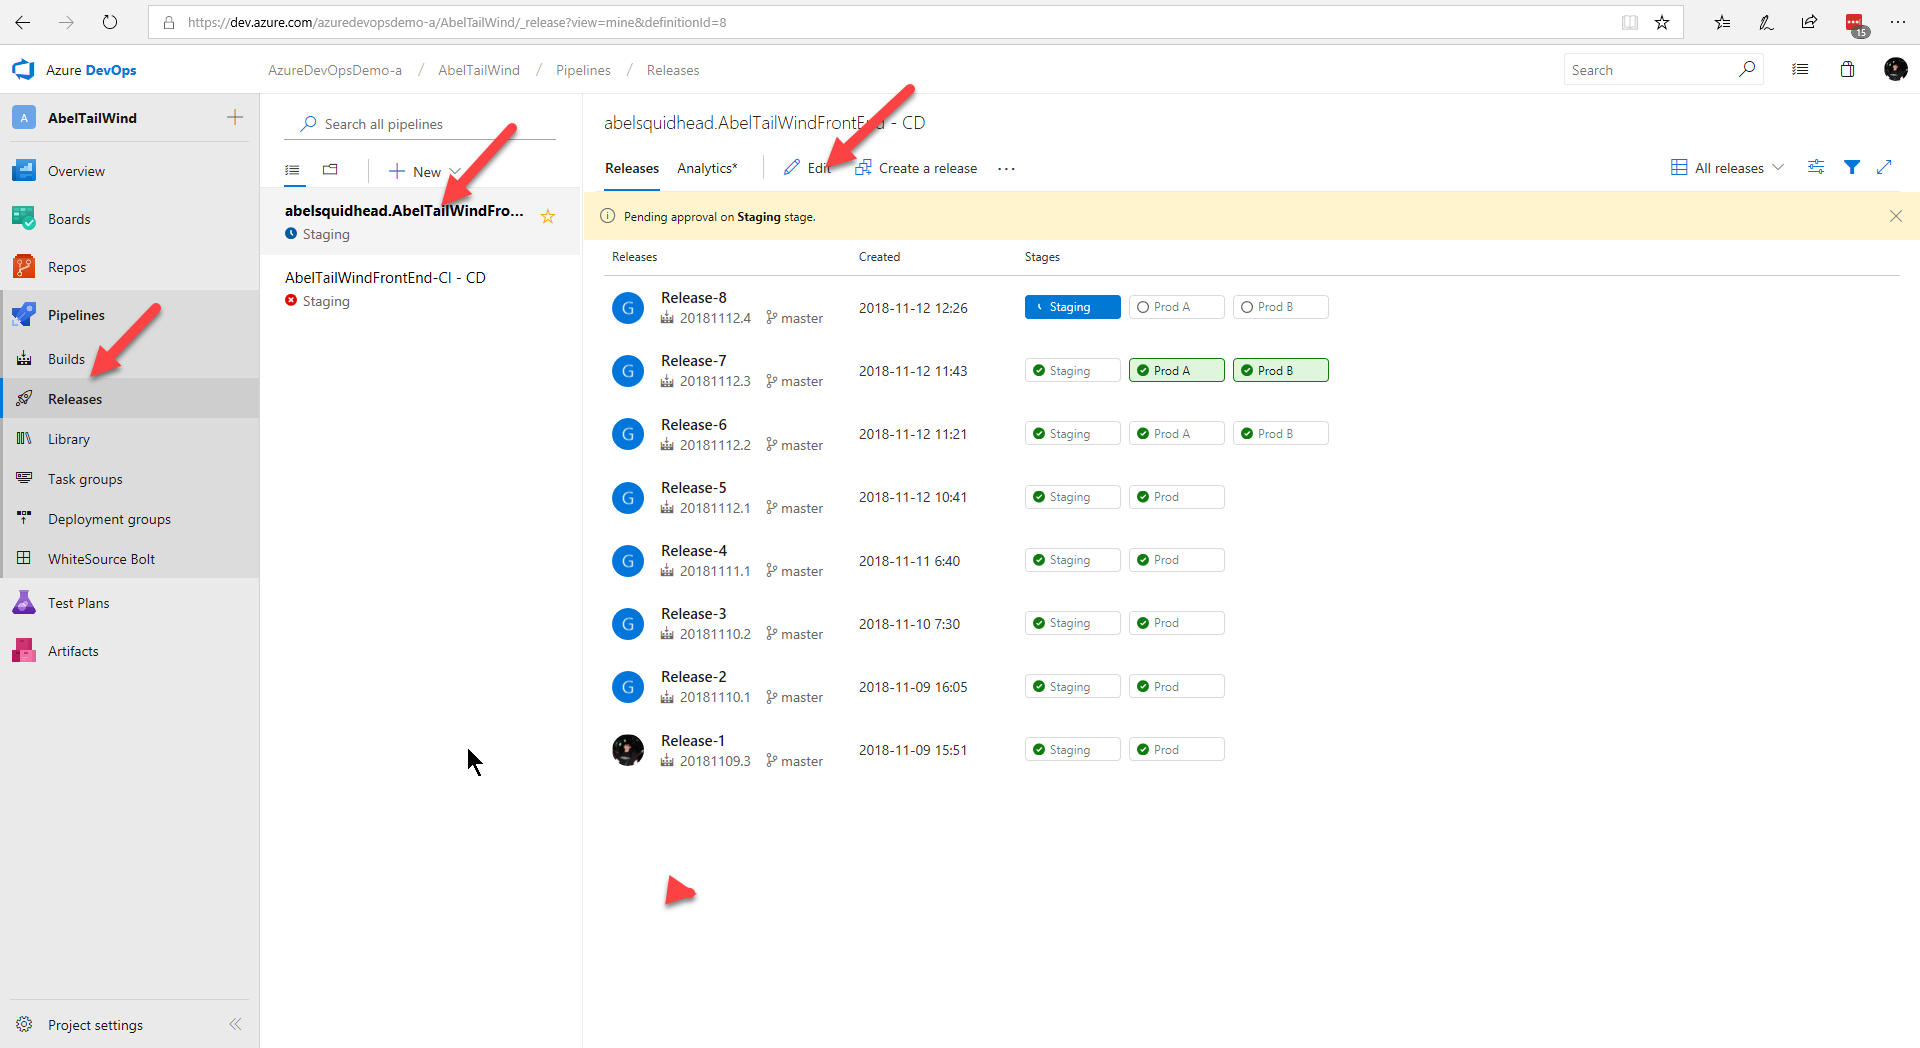 https://dev.azure.com/azuredevopsdemo-a/AbelTailWind/_release?view=mine&definitionId=8
15
Azure DevOps
AzureDevOpsDemo-a / AbelTailWind / Pipelines / Releases
Search
A
AbelTailWind
Overview
Boards
Repos
Pipelines
Builds
Releases
Library
Task groups
Deployment groups
WhiteSource Bolt
Test Plans
Artifacts
Project settings
Search all pipelines
New
abelsquidhead.AbelTailWindFro...
Staging
AbelTailWindFrontEnd-CI - CD
Staging
abelsquidhead.AbelTailWindFrontEnd - CD
Releases
Analytics*
Edit
Create a release
...
All releases
Pending approval on Staging stage.
Releases Created Stages
G Release-8
20181112.4 master 2018-11-12 12:26 Staging Prod A Prod B
G Release-7
20181112.3 master 2018-11-12 11:43 Staging Prod A Prod B
G Release-6
20181112.2 master 2018-11-12 11:21 Staging Prod A Prod B
G Release-5
20181112.1 master 2018-11-12 10:41 Staging Prod
G Release-4
20181111.1 master 2018-11-11 6:40 Staging Prod
G Release-3
20181110.2 master 2018-11-10 7:30 Staging Prod
G Release-2
20181110.1 master 2018-11-09 16:05 Staging Prod
Release-1
20181109.3 master 2018-11-09 15:51 Staging Prod